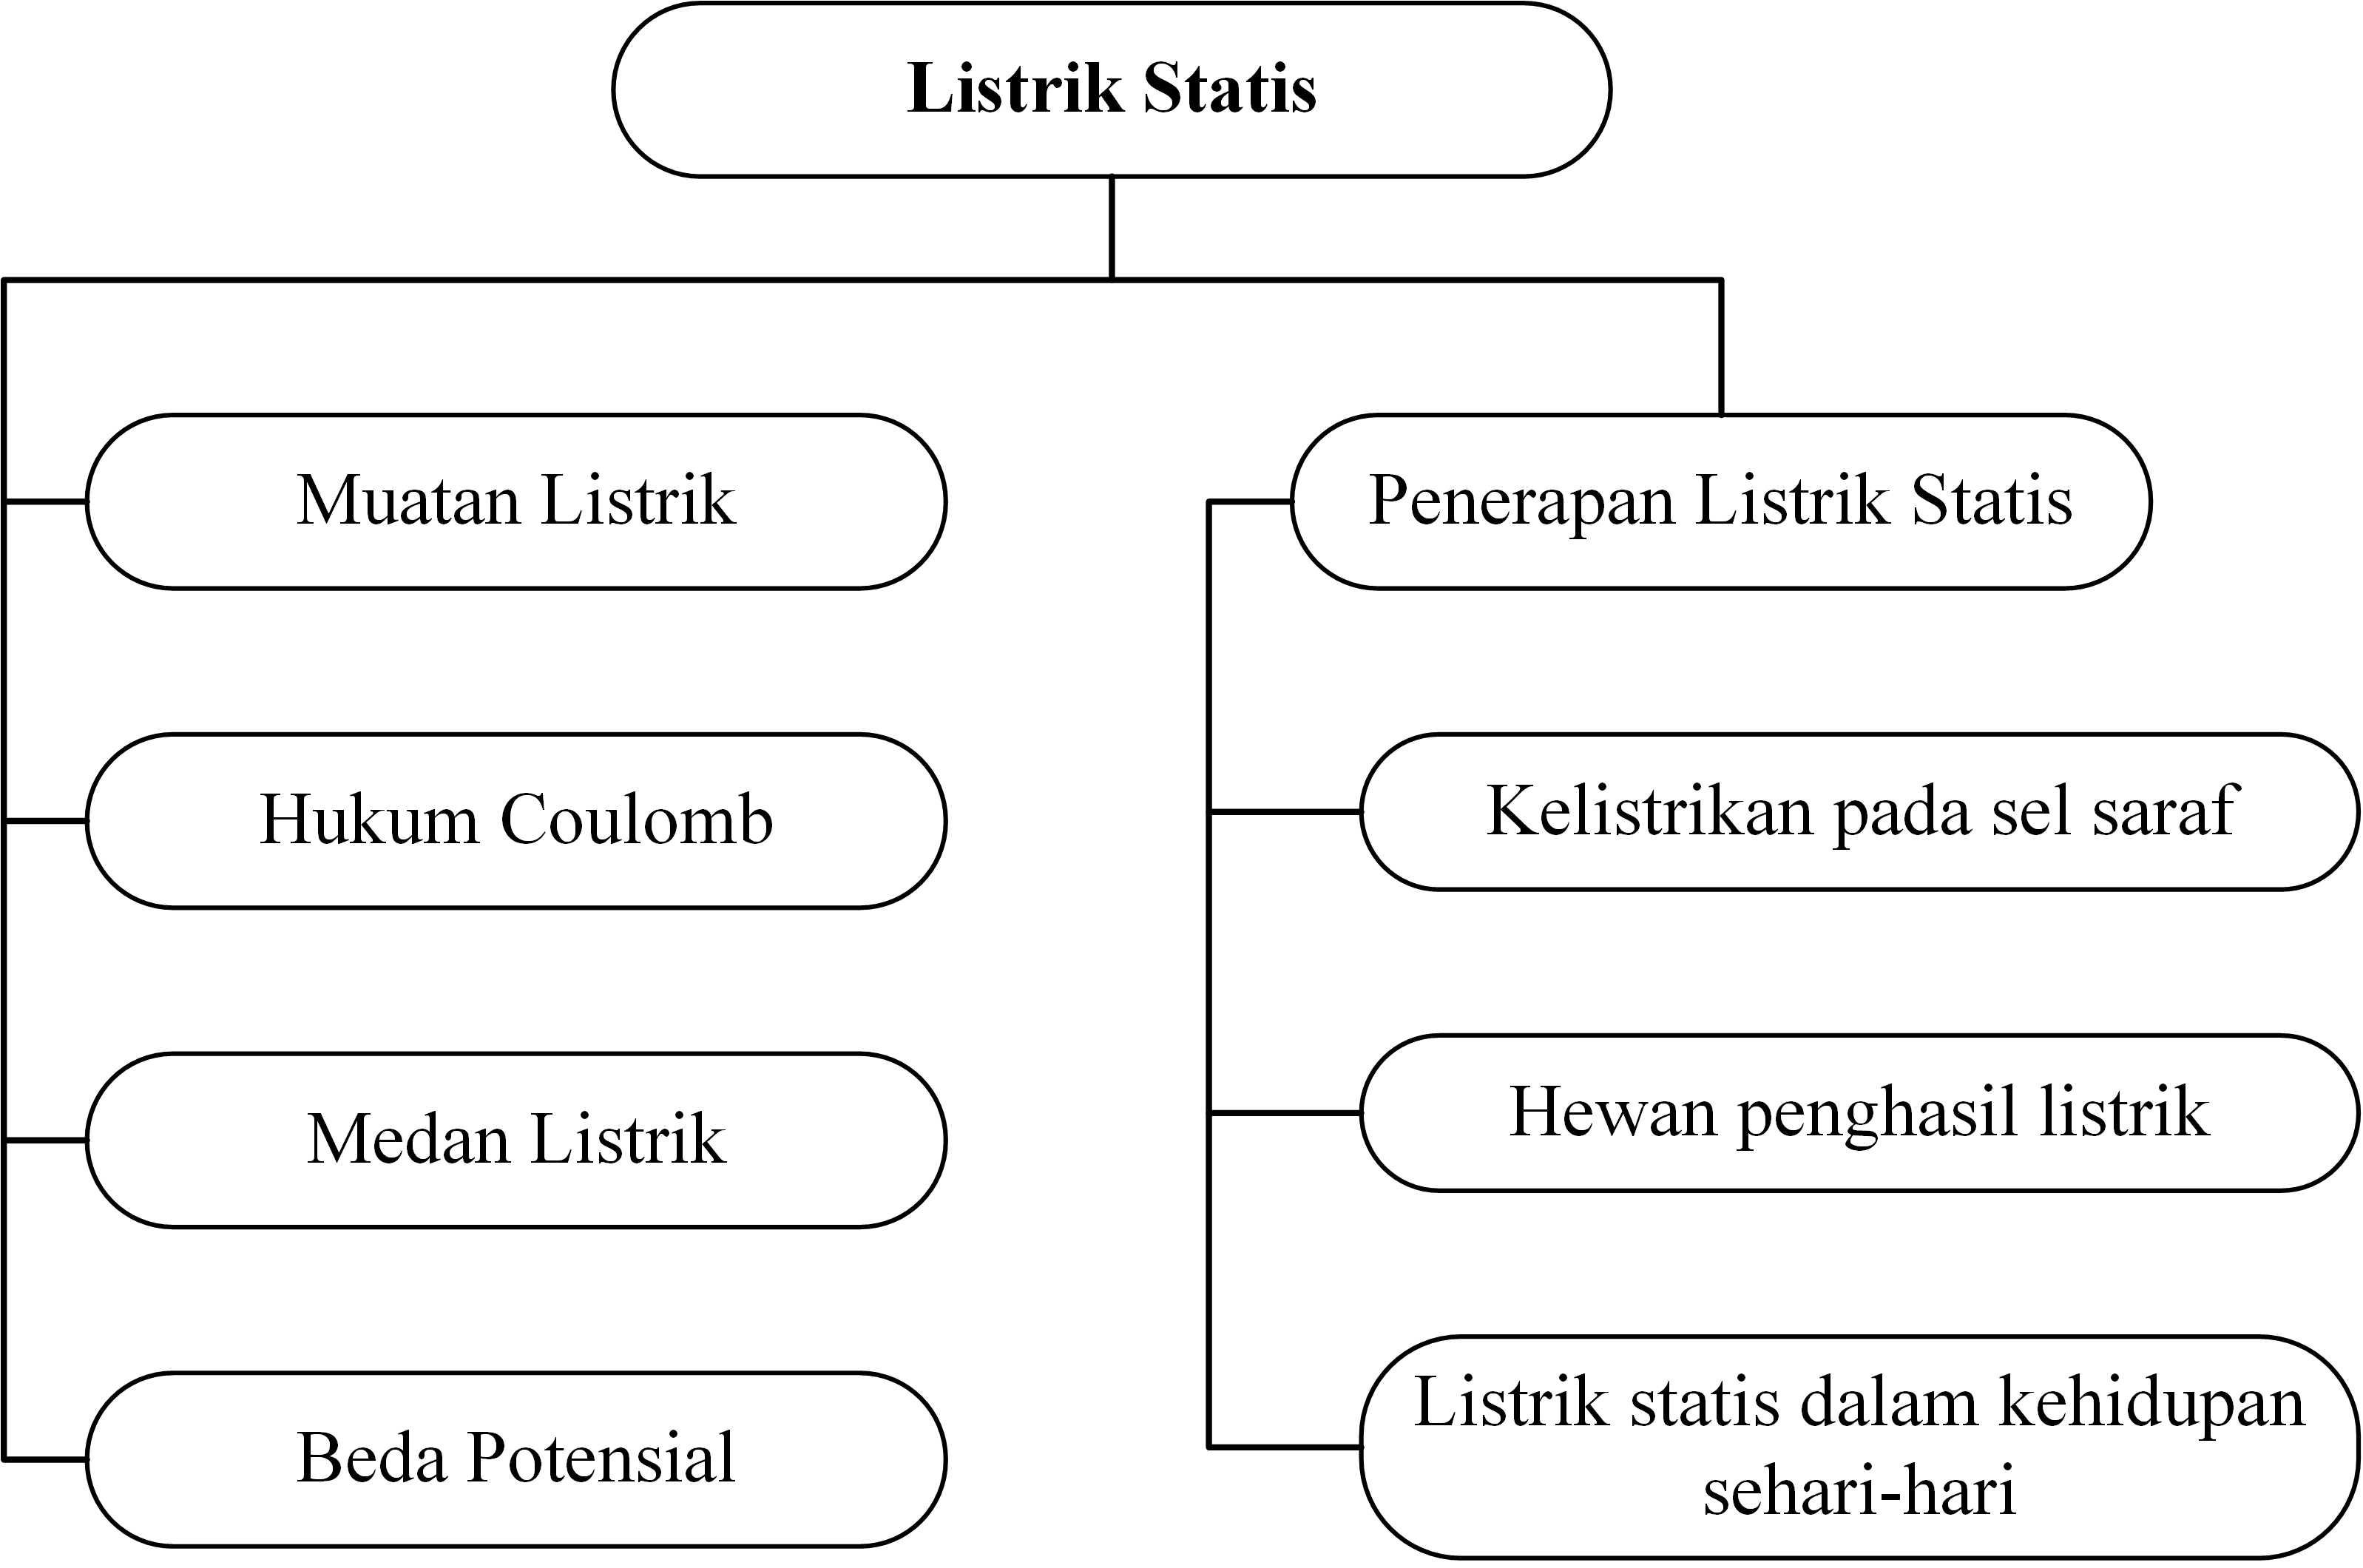 Listrik Statis
Muatan Listrik
Hukum Coulomb
Medan Listrik
Beda Potensial
Penerapan Listrik Statis
Kelistrikan pada sel saraf
Hewan penghasil listrik
Listrik statis dalam kehidupan
sehari-hari